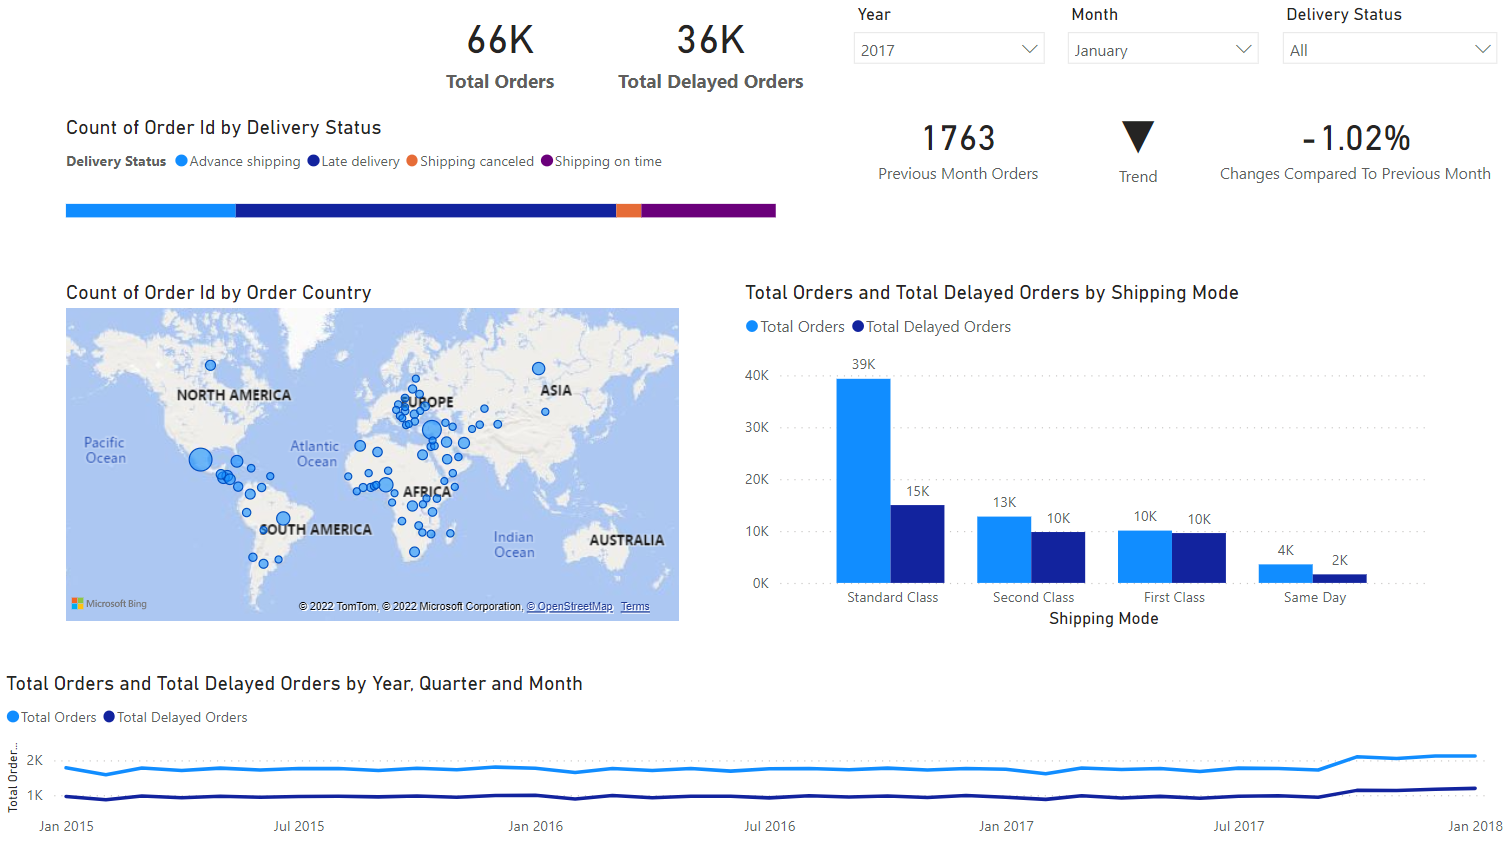 66K
Total Orders
36K
Total Delayed Orders
Year
2017
Month
January
Delivery Status
All
Count of Order Id by Delivery Status
Delivery Status Advance shipping Late delivery Shipping canceled Shipping on time
1763
Previous Month Orders
Trend
-1.02%
Changes Compared To Previous Month
Count of Order Id by Order Country
NORTH AMERICA
EUROPE
ASIA
Pacific
Ocean
Atlantic
Ocean
AFRICA
SOUTH AMERICA
Indian
Ocean
AUSTRALIA
Microsoft Bing
© 2022 TomTom, © 2022 Microsoft Corporation, © OpenStreetMap Terms
Total Orders and Total Delayed Orders by Shipping Mode
Total Orders Total Delayed Orders
40K
30K
20K
10K
0K
39K
15K
13K
10K
10K
10K
4K
2K
Standard Class
Second Class
First Class
Same Day
Shipping Mode
Total Orders and Total Delayed Orders by Year, Quarter and Month
Total Orders Total Delayed Orders
Total Order...
2K
1K
Jan 2015
Jul 2015
Jan 2016
Jul 2016
Jan 2017
Jul 2017
Jan 2018